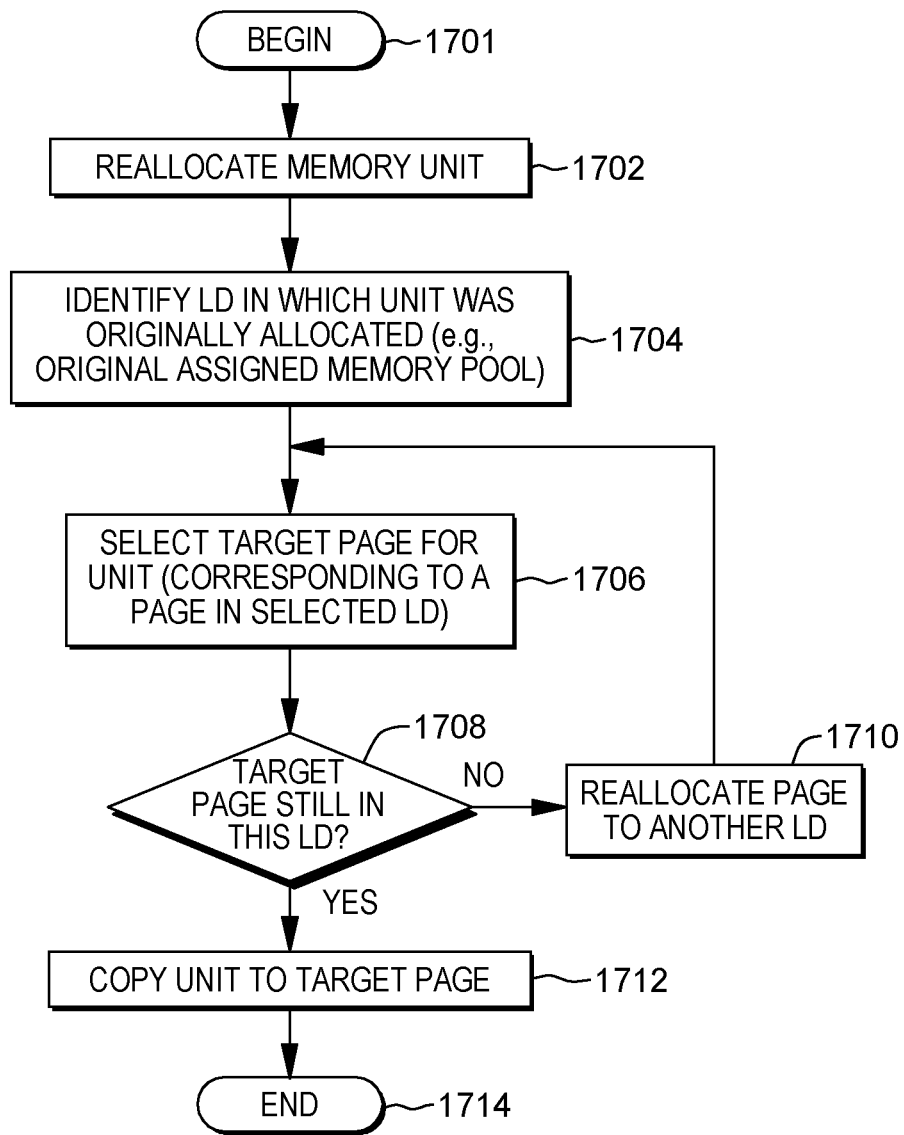 BEGIN
1701
REALLOCATE MEMORY UNIT
1702
IDENTIFY LD IN WHICH UNIT WAS
ORIGINALLY ALLOCATED (e.g.,
ORIGINAL ASSIGNED MEMORY POOL)
1704
SELECT TARGET PAGE FOR
UNIT (CORRESPONDING TO A
PAGE IN SELECTED LD)
1706
TARGET
PAGE STILL IN
THIS LD?
1708
NO
REALLOCATE PAGE
TO ANOTHER LD
1710
YES
COPY UNIT TO TARGET PAGE
1712
END
1714